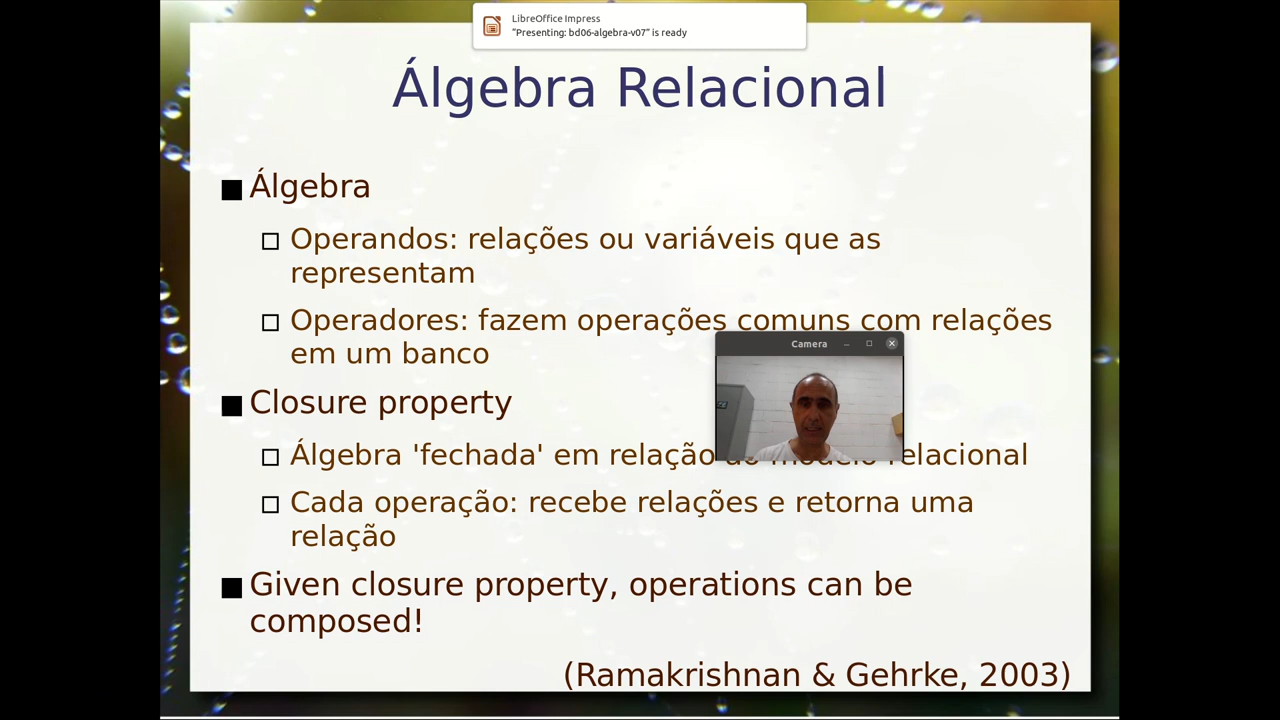 LibreOffice Impress
"Presenting: bd06-algebra-v07" is ready
Álgebra Relacional
Álgebra
Operandos: relações ou variáveis que as
representam
Operadores: fazem operações comuns com relações
em um banco
Camera
Closure property
Álgebra 'fechada' em relação ao modelo relacional
Cada operação: recebe relações e retorna uma
relação
Given closure property, operations can be
composed!
(Ramakrishnan & Gehrke, 2003)